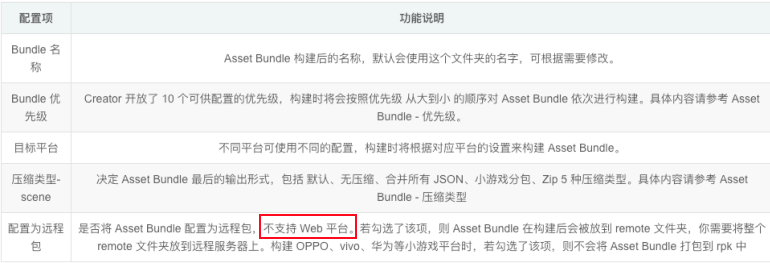 配置项 功能说明
Bundle 名
称
Asset Bundle 构建后的名称，默认会使用这个文件夹的名字，可根据需要修改。
Bundle 优
先级
Creator 开放了 10 个可供配置的优先级，构建时将会按照优先级 从大到小 的顺序对 Asset Bundle 依次进行构建。具体内容请参考 Asset
Bundle - 优先级。
目标平台 不同平台可使用不同的配置，构建时将根据对应平台的设置来构建 Asset Bundle。
压缩类型-
scene
决定 Asset Bundle 最后的输出形式，包括 默认、无压缩、合并所有 JSON、小游戏分包、Zip 5 种压缩类型。具体内容请参考 Asset
Bundle - 压缩类型
配置为远程
包
是否将 Asset Bundle 配置为远程包，不支持 Web 平台。若勾选了该项，则 Asset Bundle 在构建后会被放到 remote 文件夹，你需要将整个
remote 文件夹放到远程服务器上。构建 OPPO、vivo、华为等小游戏平台时，若勾选了该项，则不会将 Asset Bundle 打包到 rpk 中